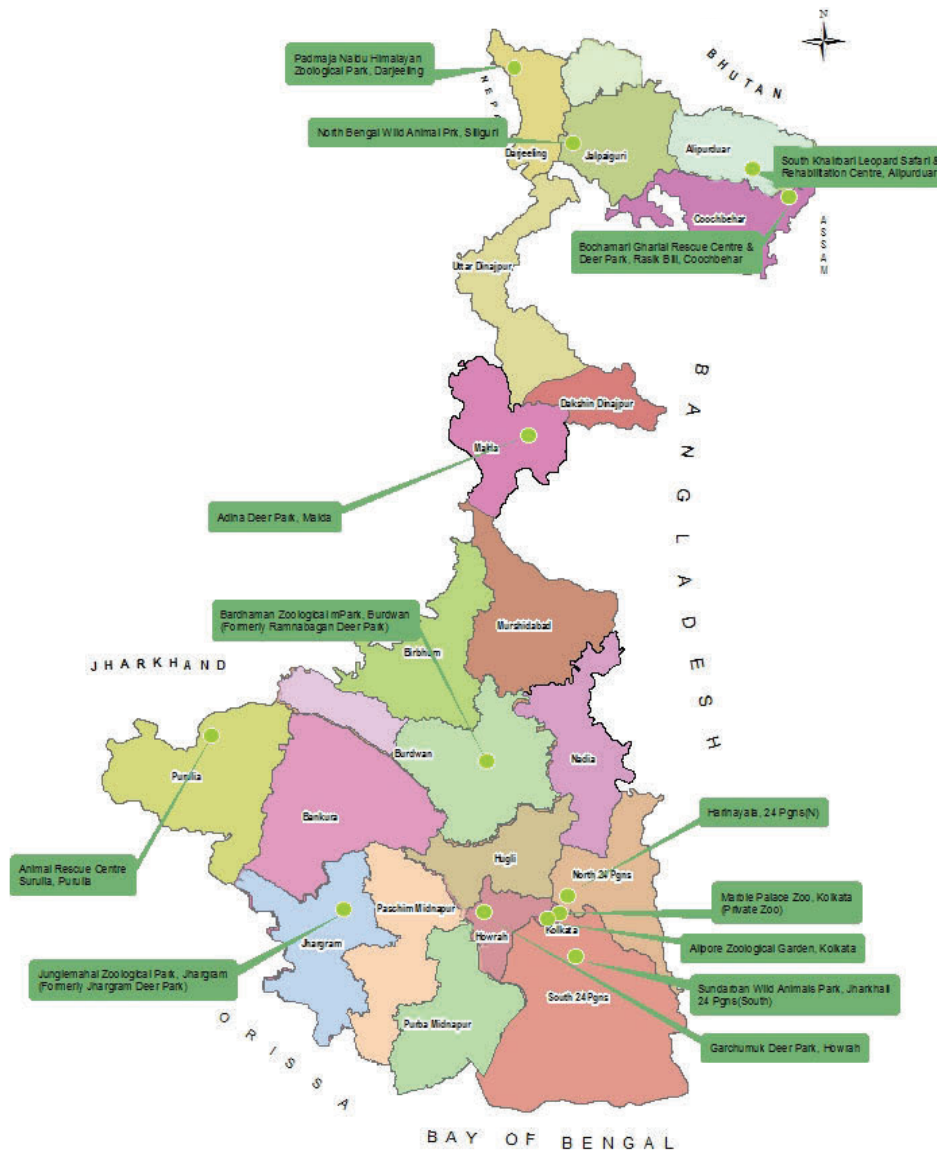 N
Padmaja Naidu Himalayan
Zoological Park, Darjeeling
BHUTAN
North Bengal Wild Animal Prk, Siliguri
Darjeeling
Jalpaiguri
Alipurduar
South Khairbari Leopard Safari &
Rehabilitation Centre, Alipurduar
Coochbehar
ASSAM
Bochamari Gharial Rescue Centre &
Deer Park, Rasik Bill, Coochbehar
Uttar Dinajpur
BANGLADESH
Dakshin Dinajpur
Malda
Adina Deer Park, Malda
Bardhaman Zoological mPark, Burdwan
(Formerly Ramnabagan Deer Park)
Murshidabad
Birbhum
JHARKHAND
Burdwan
Nadia
Purulia
Bankura
Harinayala, 24 Pgns(N)
Hugli
North 24 Pgns
Animal Rescue Centre
Surulia, Purulia
Marble Palace Zoo, Kolkata
(Private Zoo)
Paschim Midnapur
Howrah
Kolkata
Jhargram
Alipore Zoological Garden, Kolkata
Junglemahal Zoological Park, Jhargram
(Formerly Jhargram Deer Park)
Sundarban Wild Animals Park, Jharkhali
24 Pgns(South)
South 24 Pgns
Purba Midnapur
Garchumuk Deer Park, Howrah
ORISSA
BAY OF BENGAL